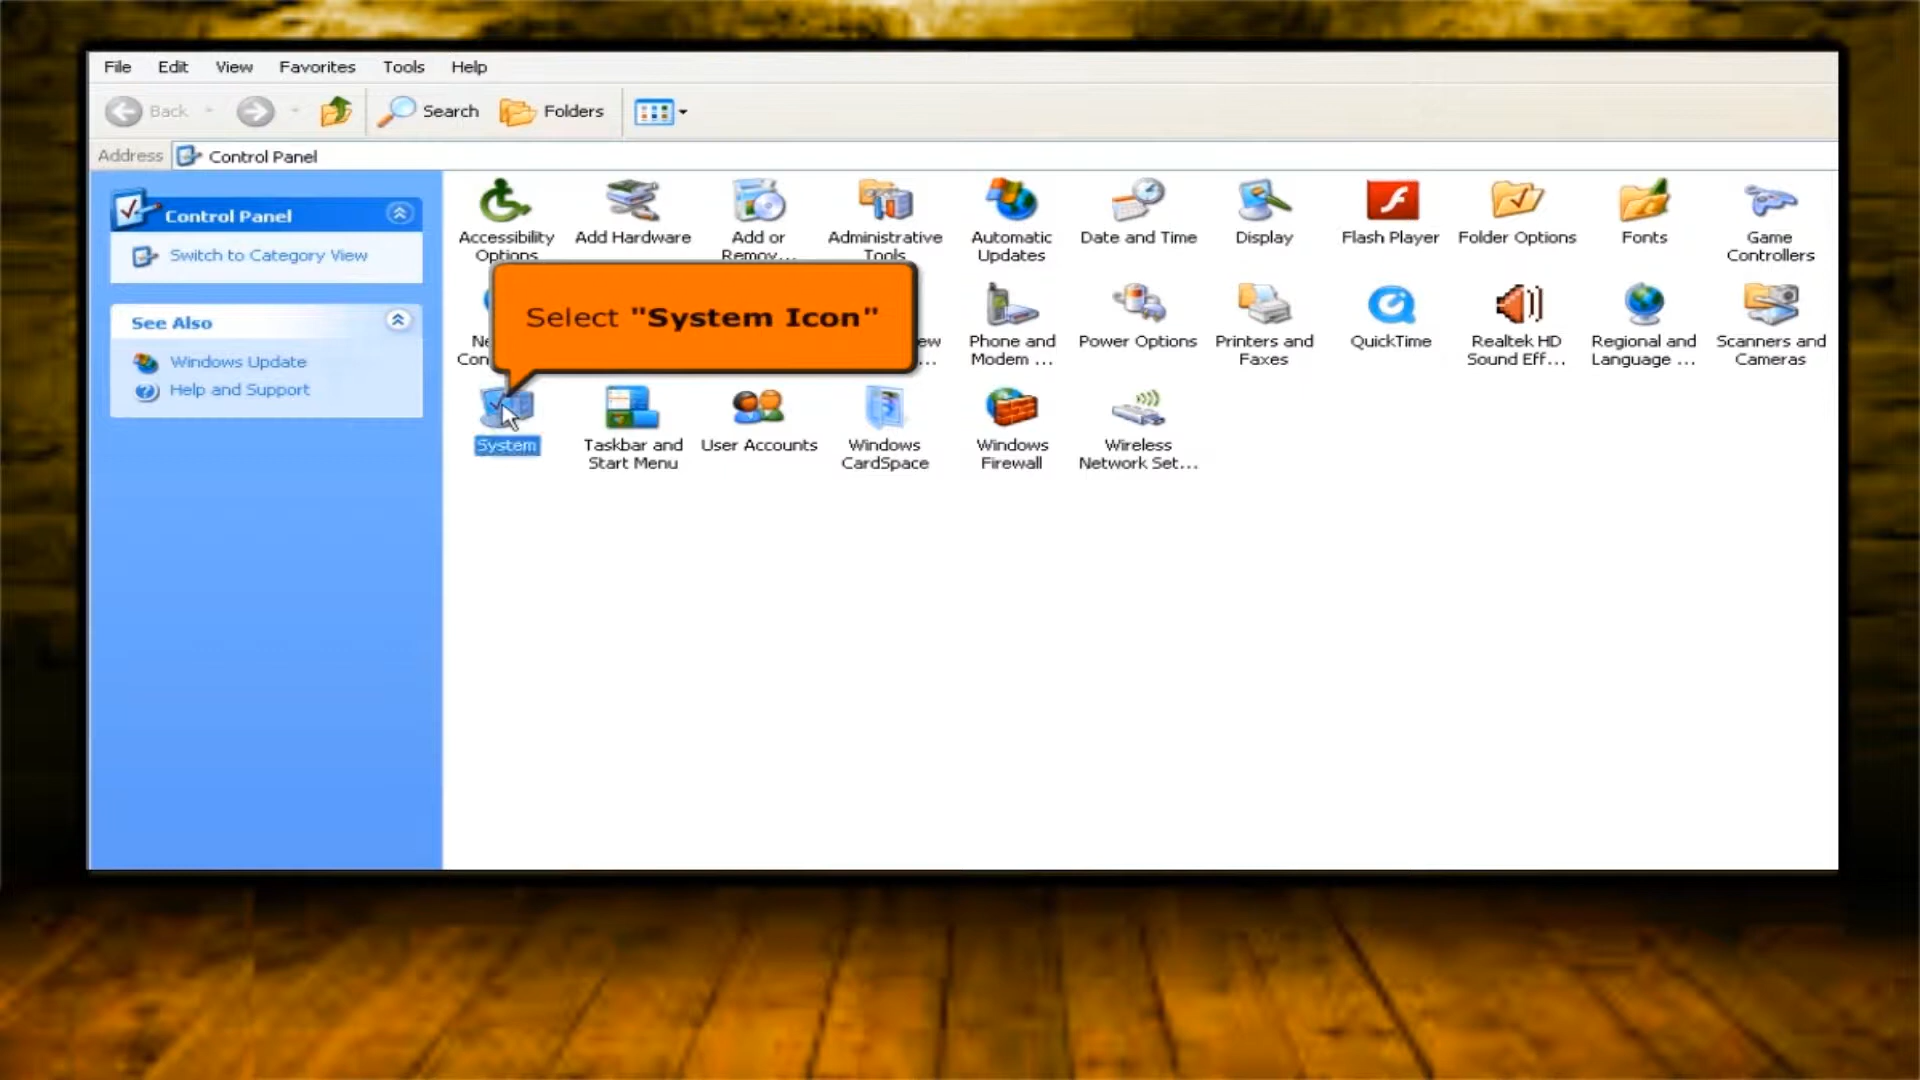 File Edit View Favorites Tools Help
Back Search Folders
Address Control Panel
Control Panel
Switch to Category View
See Also
Windows Update
Help and Support
Accessibility Options
Add Hardware
Add or Remov...
Administrative Tools
Automatic Updates
Date and Time
Display
Flash Player
Folder Options
Fonts
Game Controllers
Select "System Icon"
Phone and Modem ...
Power Options
Printers and Faxes
QuickTime
Realtek HD Sound Eff...
Regional and Language ...
Scanners and Cameras
System
Taskbar and Start Menu
User Accounts
Windows CardSpace
Windows Firewall
Wireless Network Set...